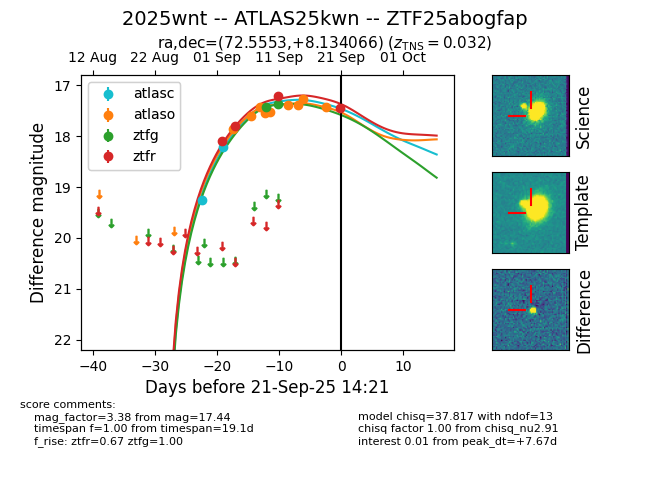 2025wnt -- ATLAS25kwn -- ZTF25abogfap
ra,dec=(72.5553,+8.134066) (z_TNS = 0.032)
12 Aug 22 Aug 01 Sep 11 Sep 21 Sep 01 Oct
atlasc
atlaso
ztfg
ztfr
17
18
19
20
21
22
Difference magnitude
−40 −30 −20 −10 0 10
Days before 21-Sep-25 14:21
Science
Template
Difference
score comments:
mag_factor=3.38 from mag=17.44
timespan f=1.00 from timespan=19.1d
f_rise: ztfr=0.67 ztfg=1.00
model chisq=37.817 with ndof=13
chisq factor 1.00 from chisq_nu2.91
interest 0.01 from peak_dt=+7.67d